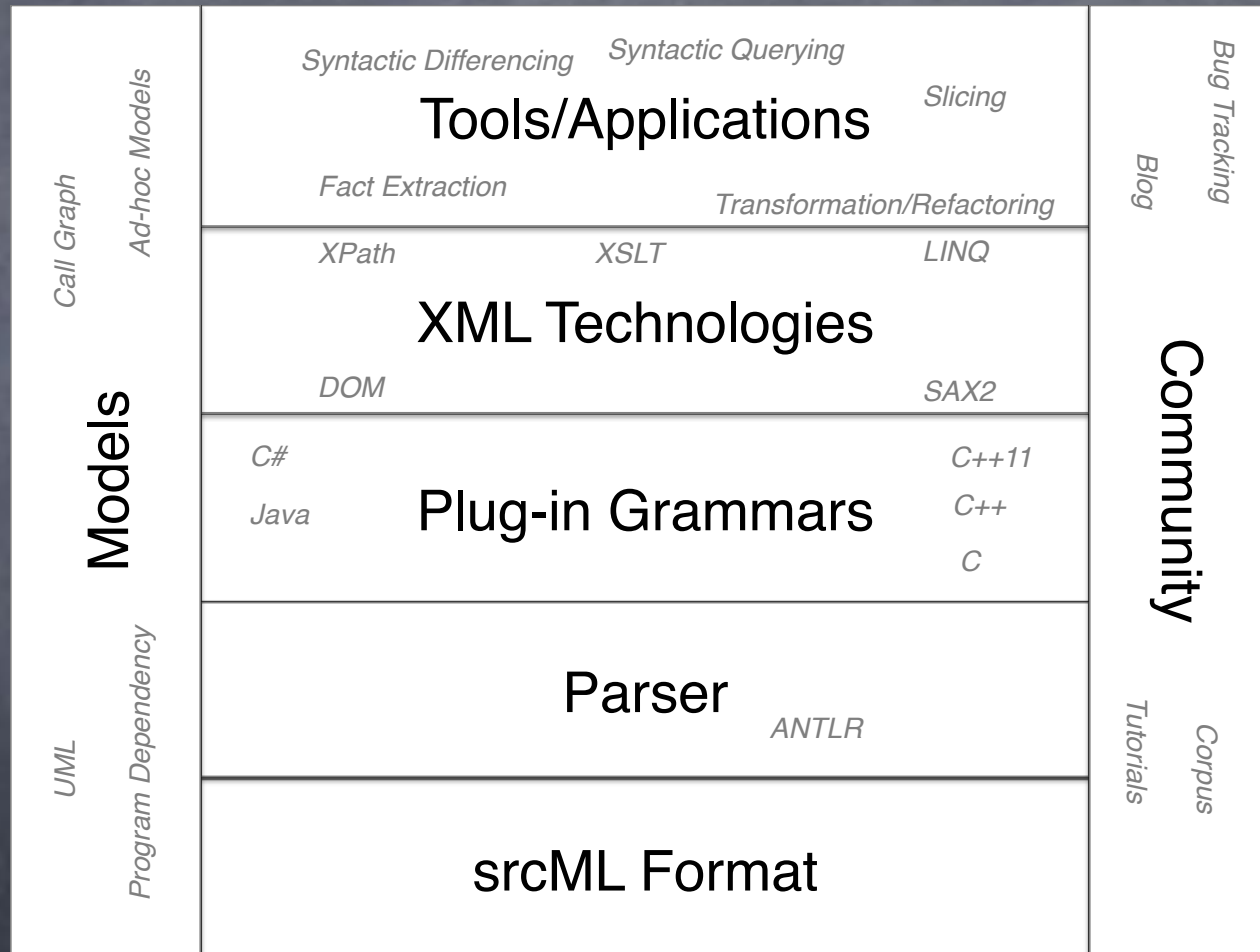 Call Graph
Ad-hoc Models
Models
UML
Program Dependency
Syntactic Differencing
Syntactic Querying
Slicing
Tools/Applications
Fact Extraction
Transformation/Refactoring
XPath
XSLT
LINQ
XML Technologies
DOM
SAX2
C#
C++11
Java
Plug-in Grammars
C++
C
Parser
ANTLR
srcML Format
Bug Tracking
Blog
Community
Tutorials
Corpus